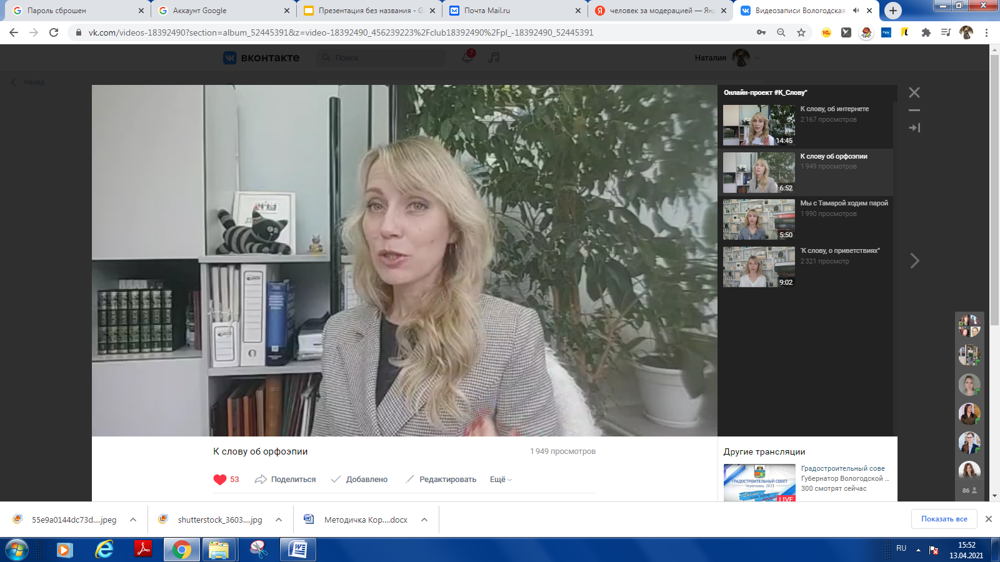 Пароль сброшен
Аккаунт Google
Презентация без названия - G
Почта Mail.ru
человек за модерацией — Янд
Видеозаписи Вологодская
vk.com/videos-18392490?section=album_52445391&z=video-18392490_456239223%2Fclub18392490%2Fpl_-18392490_52445391
вконтакте
Поиск
7
Наталия
Назад
Онлайн-проект #К_Слову"
К слову, об интернете
2 167 просмотров
14:45
К слову об орфоэпии
1 949 просмотров
6:52
Мы с Тамарой ходим парой
1 990 просмотров
5:50
"К слову, о приветствиях"
2 321 просмотр
9:02
К слову об орфоэпии
1 949 просмотров
53
Поделиться
Добавлено
Редактировать
Ещё
Другие трансляции
ГРАДОСТРОИТЕЛЬНЫЙ СОВЕТ
Череповец 2021
LIVE
Градостроительный сове
Губернатор Вологодской ...
300 смотрят сейчас
86
55e9a0144dc73d....jpeg
shutterstock_3603....jpg
Методичка Кор....docx
Показать все
RU
15:52
13.04.2021